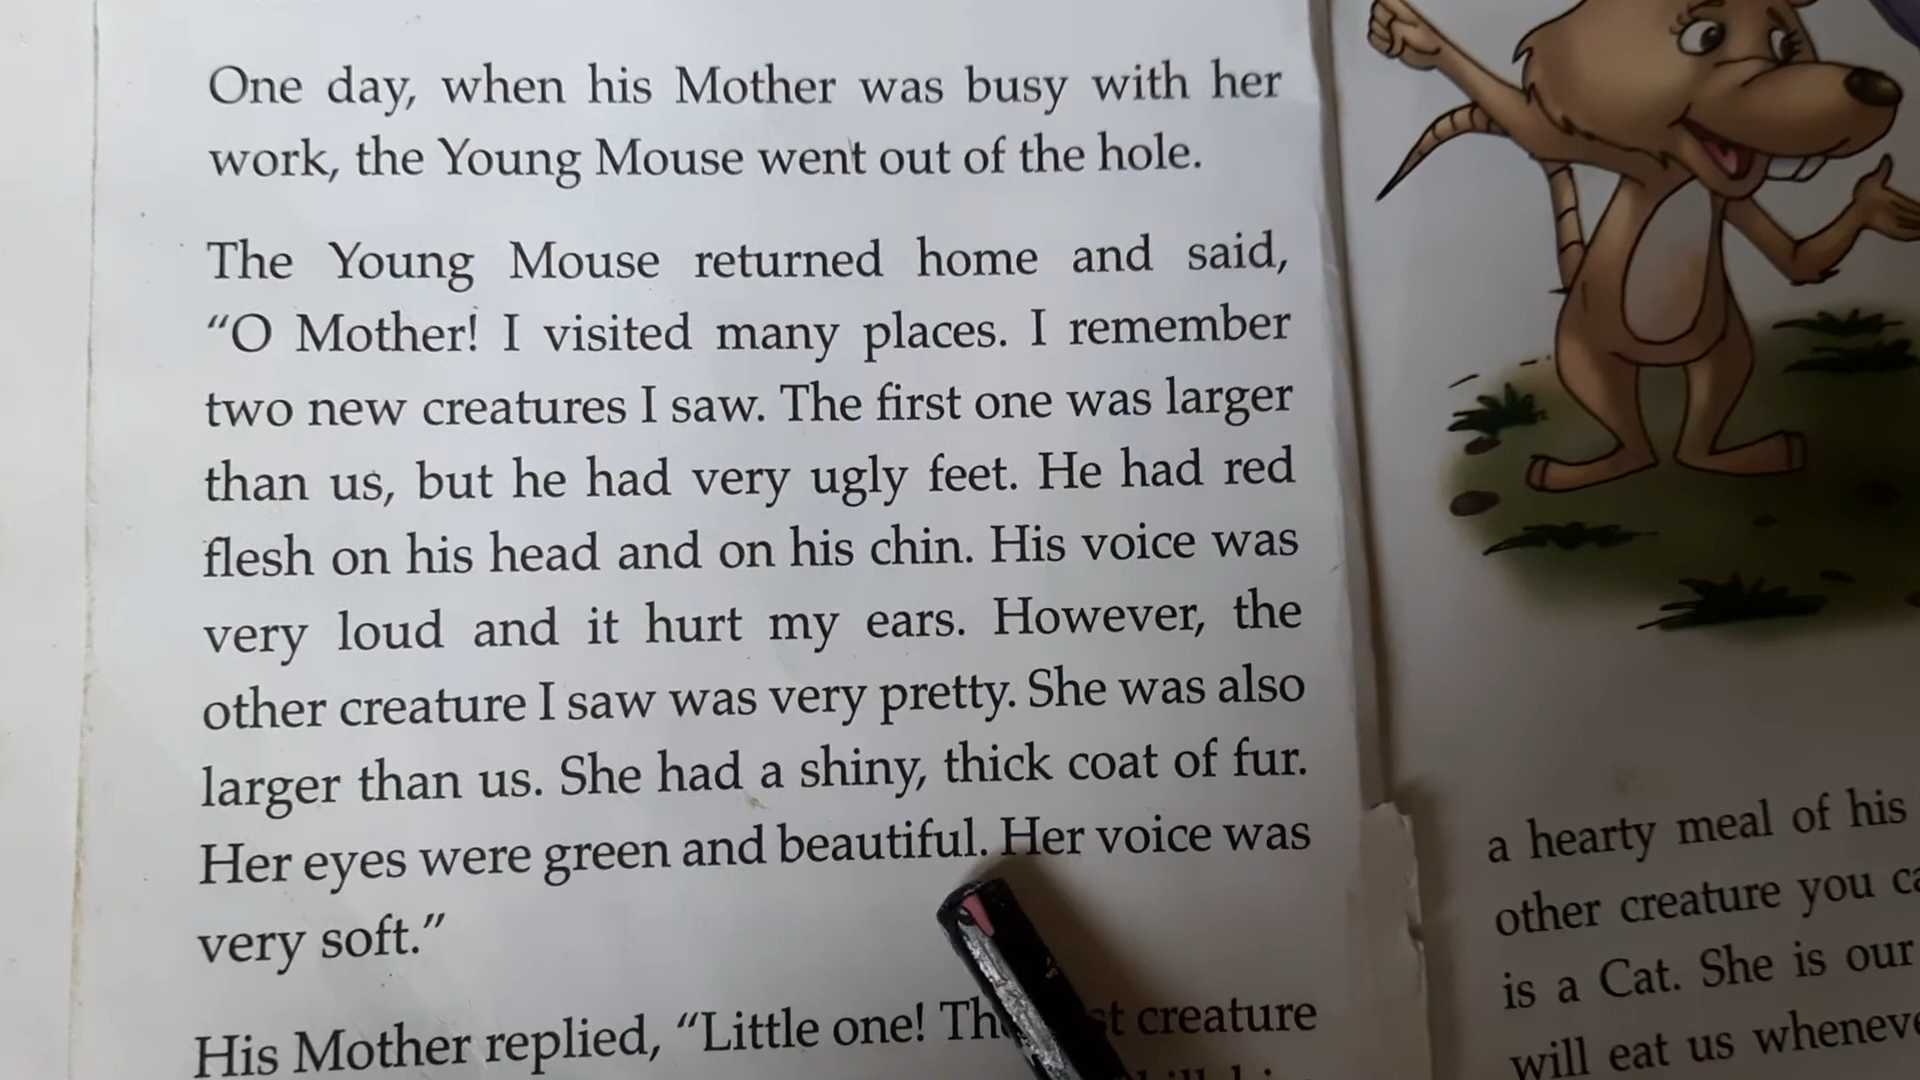 One day, when his Mother was busy with her
work, the Young Mouse went out of the hole.
The Young Mouse returned home and said,
“O Mother! I visited many places. I remember
two new creatures I saw. The first one was larger
than us, but he had very ugly feet. He had red
flesh on his head and on his chin. His voice was
very loud and it hurt my ears. However, the
other creature I saw was very pretty. She was also
larger than us. She had a shiny, thick coat of fur.
Her eyes were green and beautiful. Her voice was
very soft.”
His Mother replied, “Little one! creature
a hearty meal of his
other creature you
is a Cat. She is our
will eat us